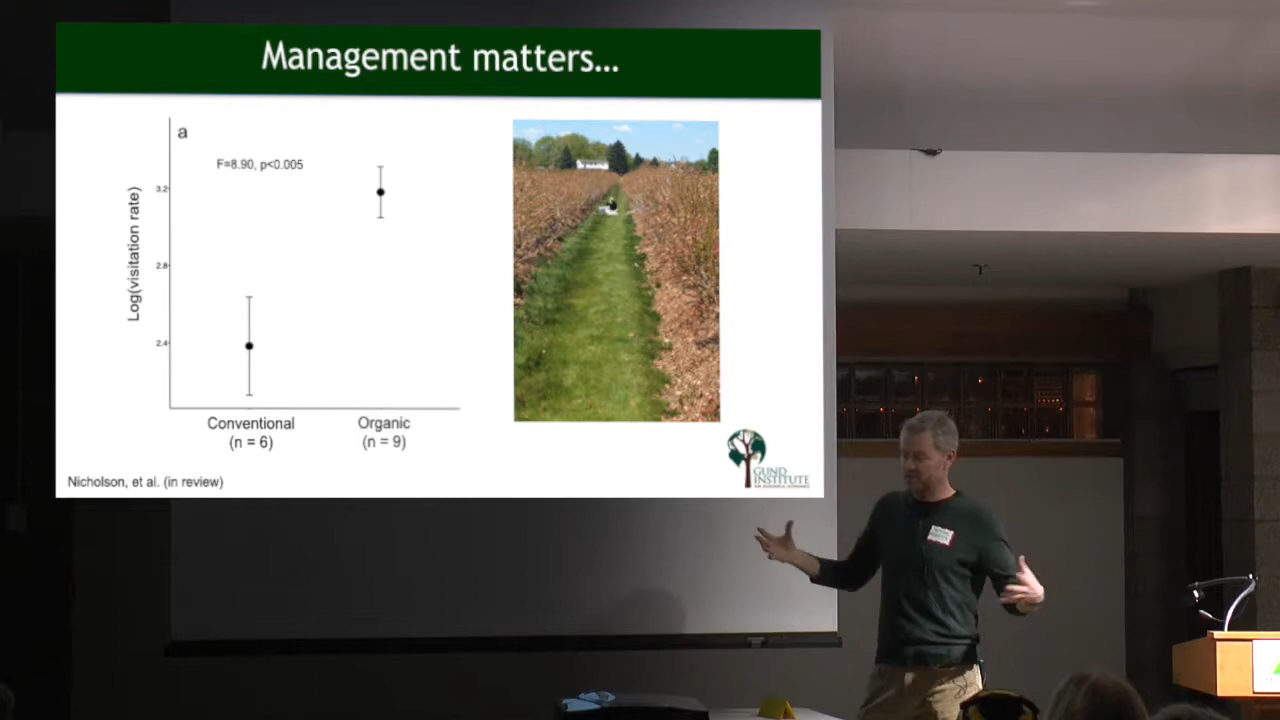 Management matters...
a
F=8.90, p<0.005
Log(visitation rate)
3.2
2.8
2.4
Conventional
(n = 6)
Organic
(n = 9)
Nicholson, et al. (in review)
GUND
INSTITUTE